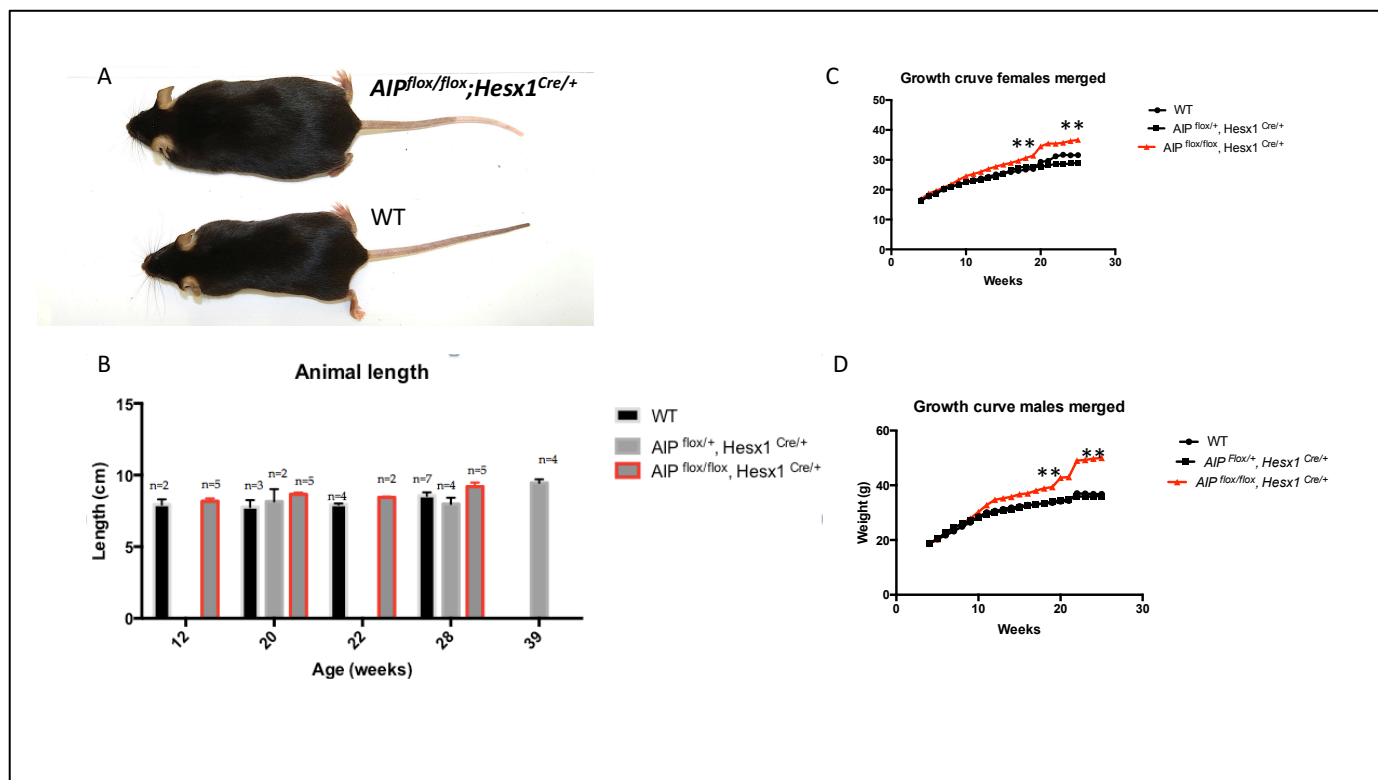 A
AIPflox/flox;Hesx1Cre/+
WT
B
Animal length
15
10
5
0
Length (cm)
n=2
n=5
n=3
n=2
n=5
n=4
n=2
n=7
n=4
n=5
n=4
12
20
22
28
39
Age (weeks)
WT
AIP flox/+, Hesx1 Cre/+
AIP flox/flox, Hesx1 Cre/+
C
Growth cruve females merged
50
40
30
20
10
0
**
**
0
10
20
30
Weeks
WT
AIP flox/+, Hesx1 Cre/+
AIP flox/flox, Hesx1 Cre/+
D
Growth curve males merged
60
40
20
0
Weight (g)
**
**
0
10
20
30
Weeks
WT
AIP Flox/+, Hesx1 Cre/+
AIP flox/flox, Hesx1 Cre/+